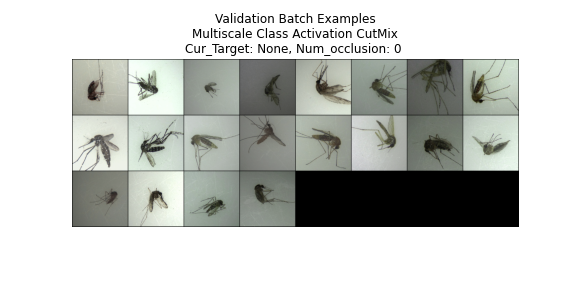 Validation Batch Examples
Multiscale Class Activation CutMix
Cur_Target: None, Num_occlusion: 0